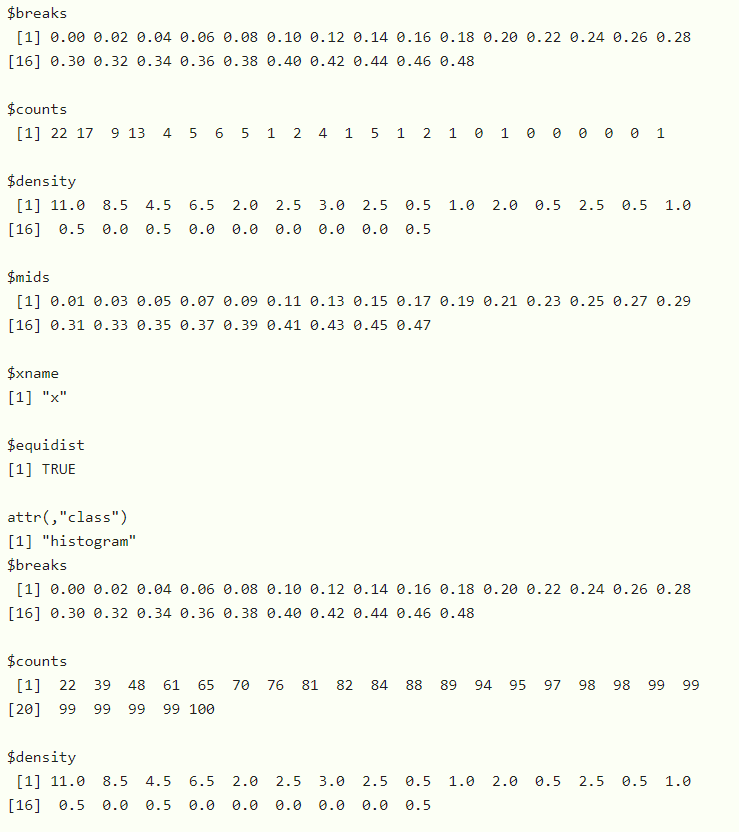 $breaks
 [1] 0.00 0.02 0.04 0.06 0.08 0.10 0.12 0.14 0.16 0.18 0.20 0.22 0.24 0.26 0.28
[16] 0.30 0.32 0.34 0.36 0.38 0.40 0.42 0.44 0.46 0.48

$counts
 [1] 22 17  9 13  4  5  6  5  1  2  4  1  5  1  2  1  0  1  0  0  0  0  0  1

$density
 [1] 11.0  8.5  4.5  6.5  2.0  2.5  3.0  2.5  0.5  1.0  2.0  0.5  2.5  0.5  1.0
[16]  0.5  0.0  0.5  0.0  0.0  0.0  0.0  0.0  0.5

$mids
 [1] 0.01 0.03 0.05 0.07 0.09 0.11 0.13 0.15 0.17 0.19 0.21 0.23 0.25 0.27 0.29
[16] 0.31 0.33 0.35 0.37 0.39 0.41 0.43 0.45 0.47

$xname
[1] "x"

$equidist
[1] TRUE

attr(,"class")
[1] "histogram"
$breaks
 [1] 0.00 0.02 0.04 0.06 0.08 0.10 0.12 0.14 0.16 0.18 0.20 0.22 0.24 0.26 0.28
[16] 0.30 0.32 0.34 0.36 0.38 0.40 0.42 0.44 0.46 0.48

$counts
 [1]  22  39  48  61  65  70  76  81  82  84  88  89  94  95  97  98  98  99  99
[20]  99  99  99  99 100

$density
 [1] 11.0  8.5  4.5  6.5  2.0  2.5  3.0  2.5  0.5  1.0  2.0  0.5  2.5  0.5  1.0
[16]  0.5  0.0  0.5  0.0  0.0  0.0  0.0  0.0  0.5